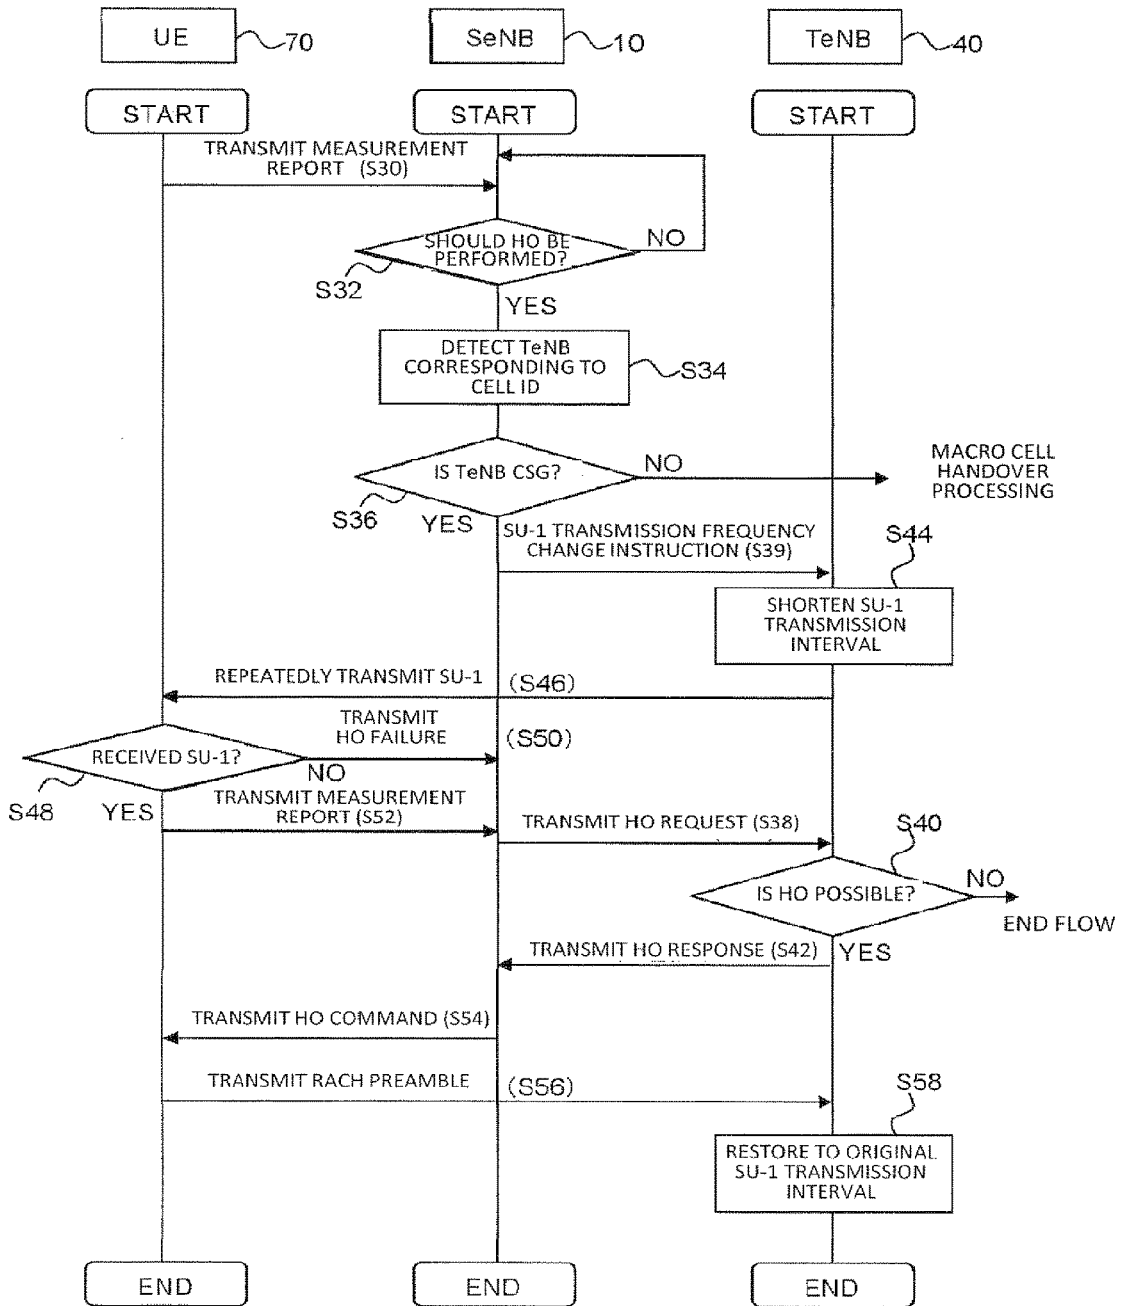 UE 70
SeNB 10
TeNB 40
START
START
START
TRANSMIT MEASUREMENT
REPORT (S30)
SHOULD HO BE
PERFORMED?
NO
S32
YES
DETECT TeNB
CORRESPONDING TO
CELL ID
S34
IS TeNB CSG?
NO
MACRO CELL
HANDOVER
PROCESSING
S36
YES
SU-1 TRANSMISSION FREQUENCY
CHANGE INSTRUCTION (S39)
S44
SHORTEN SU-1
TRANSMISSION
INTERVAL
REPEATEDLY TRANSMIT SU-1 (S46)
TRANSMIT
HO FAILURE (S50)
RECEIVED SU-1?
NO
S48
YES
TRANSMIT MEASUREMENT
REPORT (S52)
TRANSMIT HO REQUEST (S38)
S40
IS HO POSSIBLE?
NO
END FLOW
YES
TRANSMIT HO RESPONSE (S42)
TRANSMIT HO COMMAND (S54)
TRANSMIT RACH PREAMBLE (S56)
S58
RESTORE TO ORIGINAL
SU-1 TRANSMISSION
INTERVAL
END
END
END